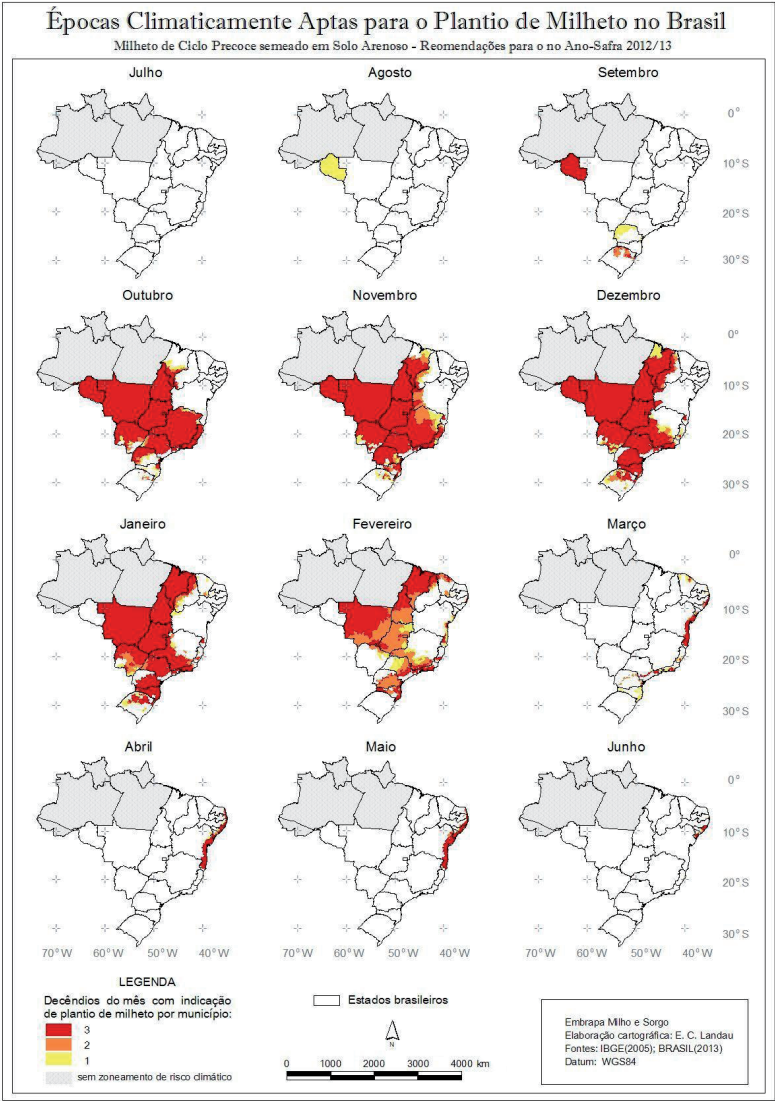 Épocas Climaticamente Aptas para o Plantio de Milheto no Brasil
Milheto de Ciclo Precoce semeado em Solo Arenoso - Reomendações para o no Ano-Safra 2012/13
Julho
Agosto
Setembro
0°
10°S
20°S
30°S
Outubro
Novembro
Dezembro
0°
10°S
20°S
30°S
Janeiro
Fevereiro
Março
0°
10°S
20°S
30°S
Abril
Maio
Junho
0°
10°S
20°S
30°S
70°W 60°W 50°W 40°W
70°W 60°W 50°W 40°W
70°W 60°W 50°W 40°W
LEGENDA
Decêndios do mês com indicação
de plantio de milheto por município:
3
2
1
sem zoneamento de risco climático
Estados brasileiros
N
0 1000 2000 3000 4000 km
Embrapa Milho e Sorgo
Elaboração cartográfica: E. C. Landau
Fontes: IBGE(2005); BRASIL(2013)
Datum: WGS84